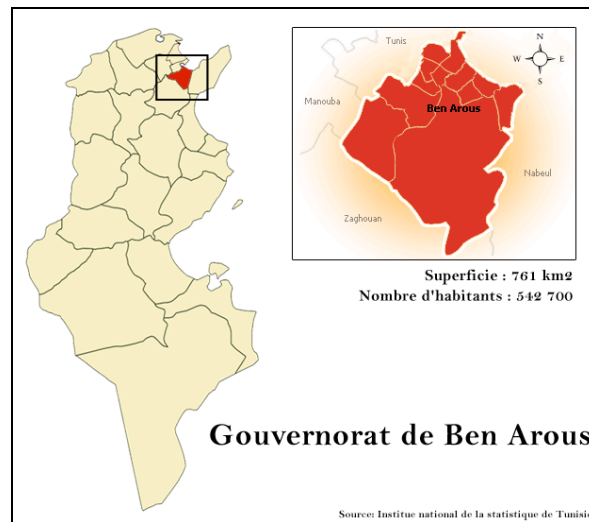 Tunis
N
W E
S
Manouba
Ben Arous
Nabeul
Zaghouan
Superficie : 761 km2
Nombre d'habitants : 542 700
Gouvernorat de Ben Arous
Source: Institue national de la statistique de Tunisie